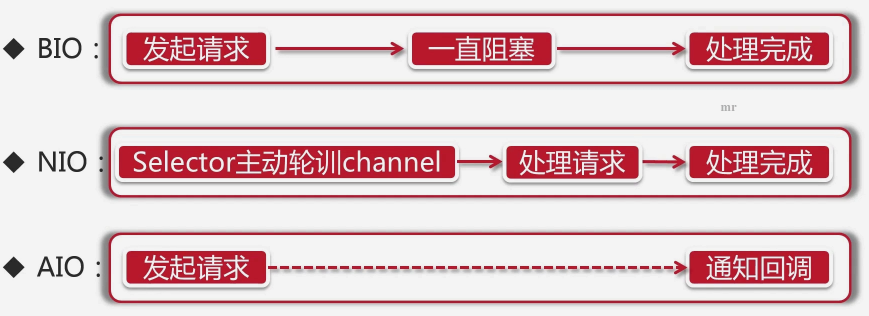 ◆ BIO : 发起请求 一直阻塞 处理完成
mr
◆ NIO : Selector主动轮训channel 处理请求 处理完成
◆ AIO : 发起请求 通知回调